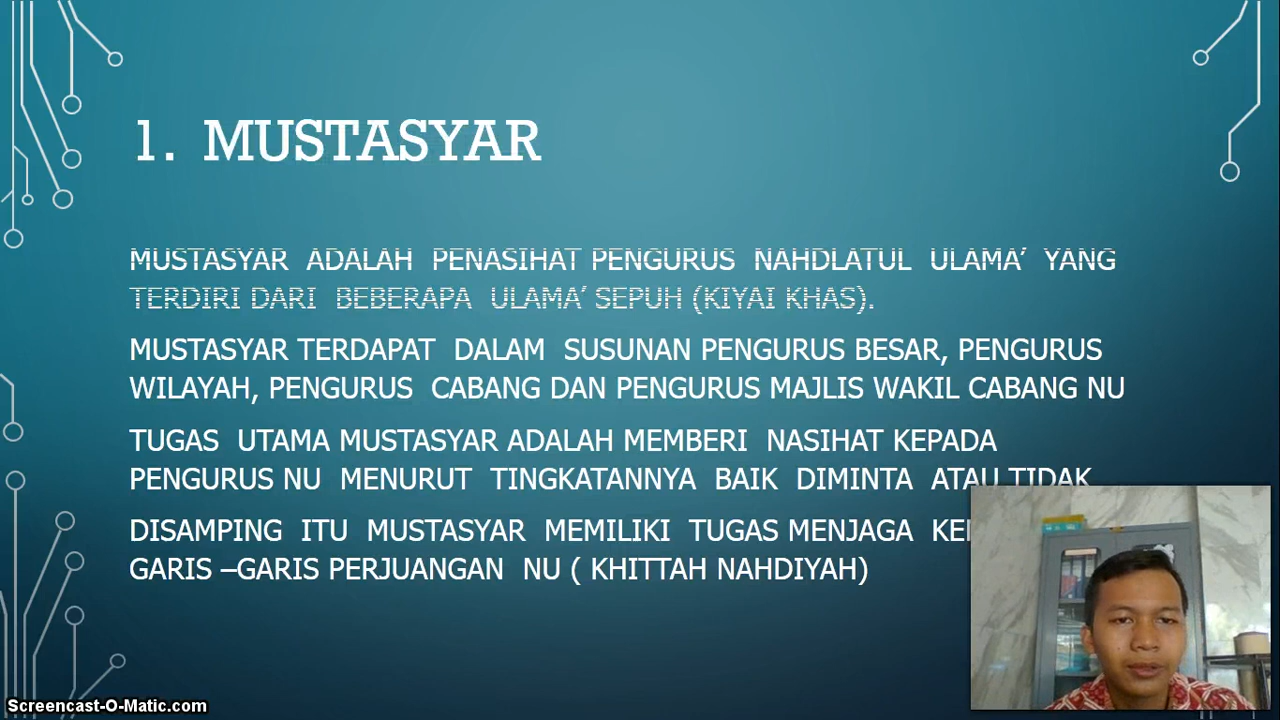 1. MUSTASYAR
MUSTASYAR ADALAH PENASIHAT PENGURUS NAHDLATUL ULAMA’ YANG
TERDIRI DARI BEBERAPA ULAMA’ SEPUH (KIYAI KHAS).
MUSTASYAR TERDAPAT DALAM SUSUNAN PENGURUS BESAR, PENGURUS
WILAYAH, PENGURUS CABANG DAN PENGURUS MAJLIS WAKIL CABANG NU
TUGAS UTAMA MUSTASYAR ADALAH MEMBERI NASIHAT KEPADA
PENGURUS NU MENURUT TINGKATANNYA BAIK DIMINTA ATAU TIDAK
DISAMPING ITU MUSTASYAR MEMILIKI TUGAS MENJAGA
GARIS –GARIS PERJUANGAN NU ( KHITTAH NAHDIYAH)
Screencast-O-Matic.com